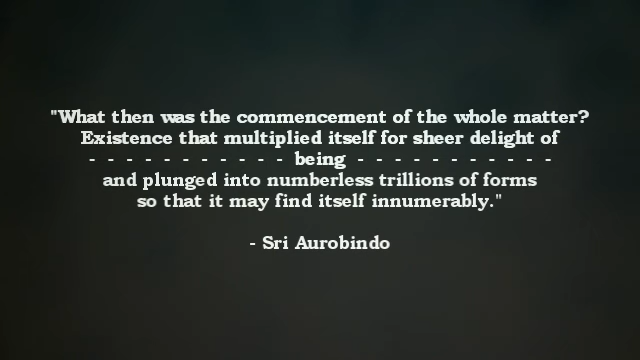 "What then was the commencement of the whole matter?
Existence that multiplied itself for sheer delight of
- - - - - - - - - - - being - - - - - - - - - - -
and plunged into numberless trillions of forms
so that it may find itself innumerably."
- Sri Aurobindo